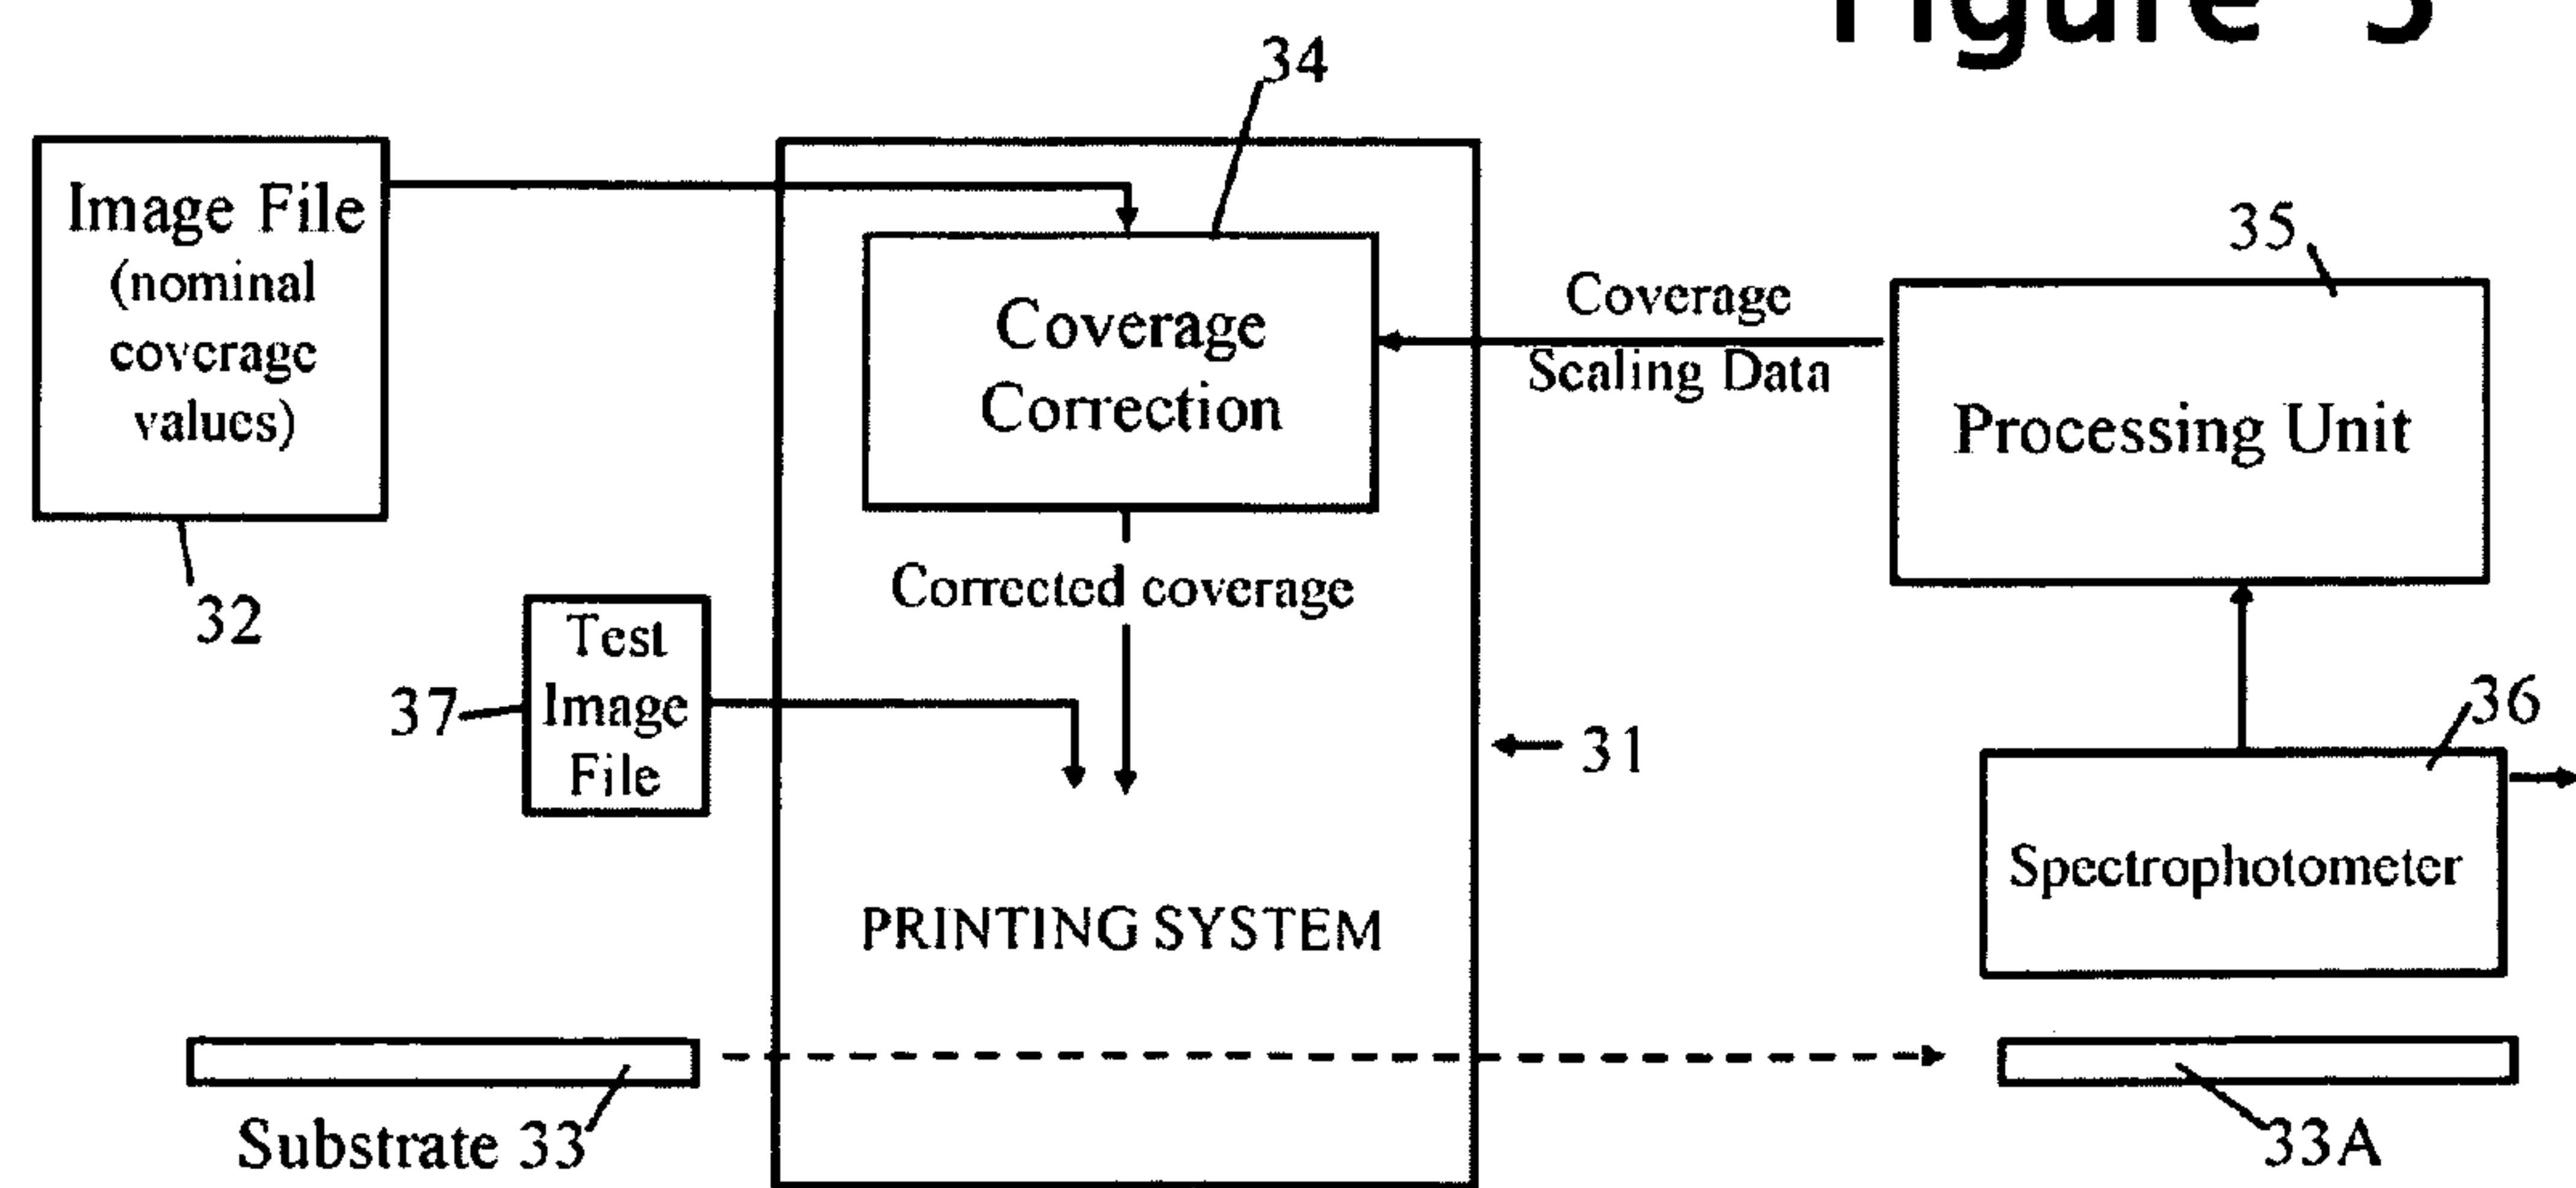 Figure 3
34
Image File
(nominal
coverage
values)
32
Coverage
Correction
Coverage
Scaling Data
35
Processing Unit
Corrected coverage
Test
Image
File
37
31
36
Spectrophotometer
PRINTING SYSTEM
Substrate 33
33A